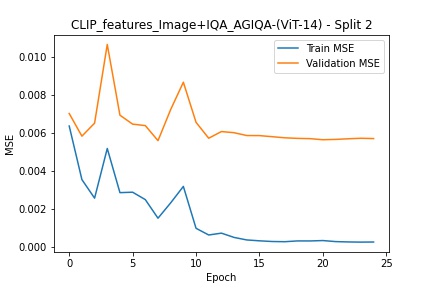 CLIP_features_Image+IQA_AGIQA-(ViT-14) - Split 2
Train MSE
Validation MSE
0.010
0.008
0.006
0.004
0.002
0.000
MSE
0 5 10 15 20 25
Epoch